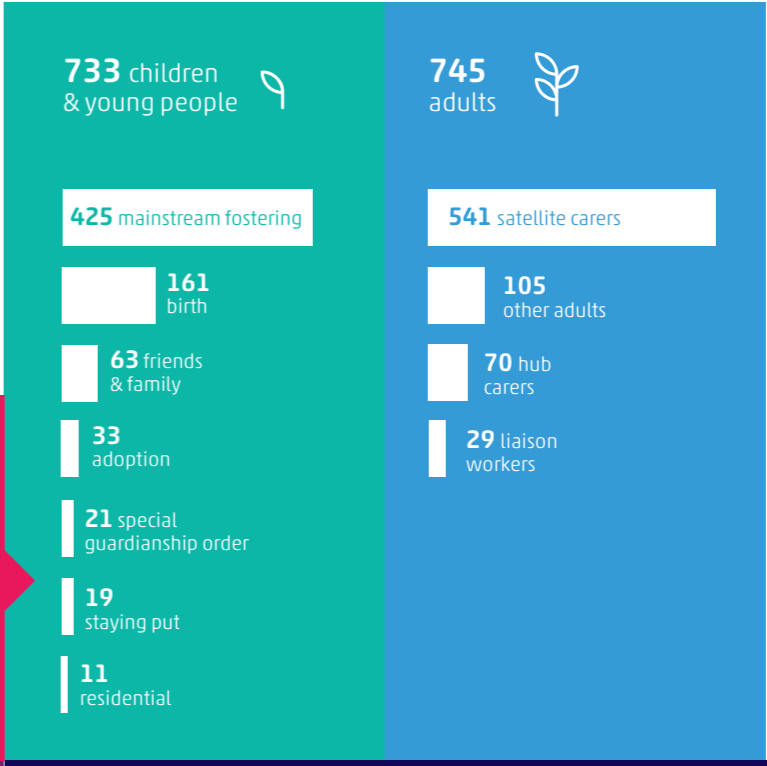 733 children
& young people
425 mainstream fostering
161
birth
63 friends
& family
33
adoption
21 special
guardianship order
19
staying put
11
residential
745
adults
541 satellite carers
105
other adults
70 hub
carers
29 liaison
workers